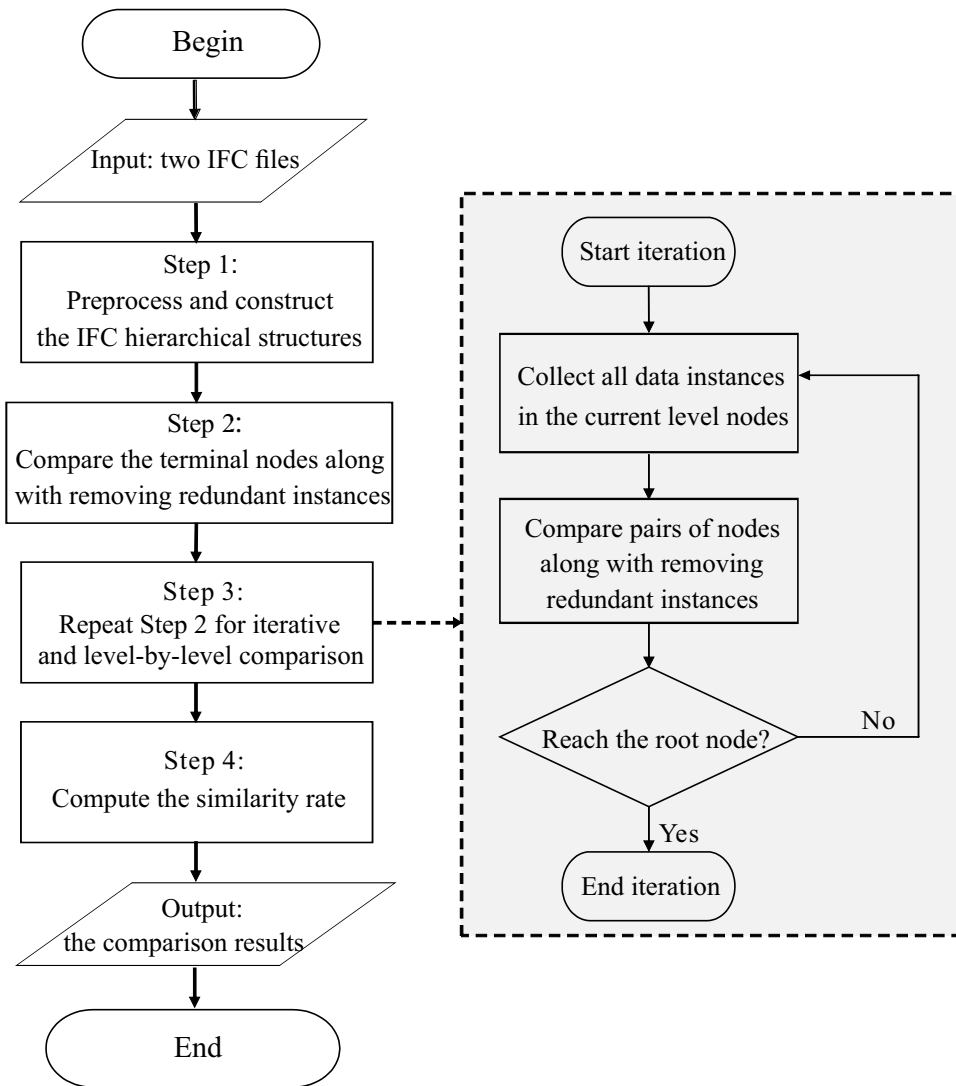 Begin
Input: two IFC files
Step 1:
Preprocess and construct
the IFC hierarchical structures
Step 2:
Compare the terminal nodes along
with removing redundant instances
Step 3:
Repeat Step 2 for iterative
and level-by-level comparison
Step 4:
Compute the similarity rate
Output:
the comparison results
End
Start iteration
Collect all data instances
in the current level nodes
Compare pairs of nodes
along with removing
redundant instances
Reach the root node?
No
Yes
End iteration